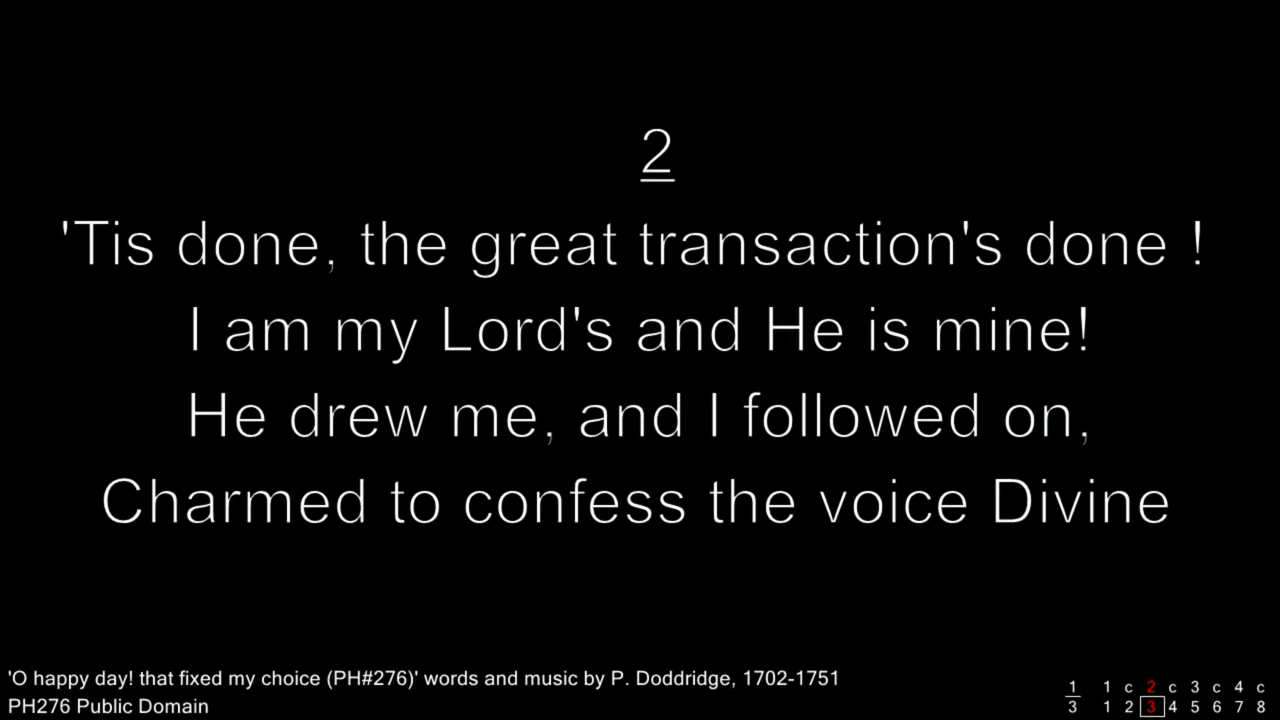 2
'Tis done, the great transaction's done !
I am my Lord's and He is mine!
He drew me, and I followed on,
Charmed to confess the voice Divine
'O happy day! that fixed my choice (PH#276)' words and music by P. Doddridge, 1702-1751
PH276 Public Domain
1 1 c 2 c 3 c 4 c
3 1 2 3 4 5 6 7 8